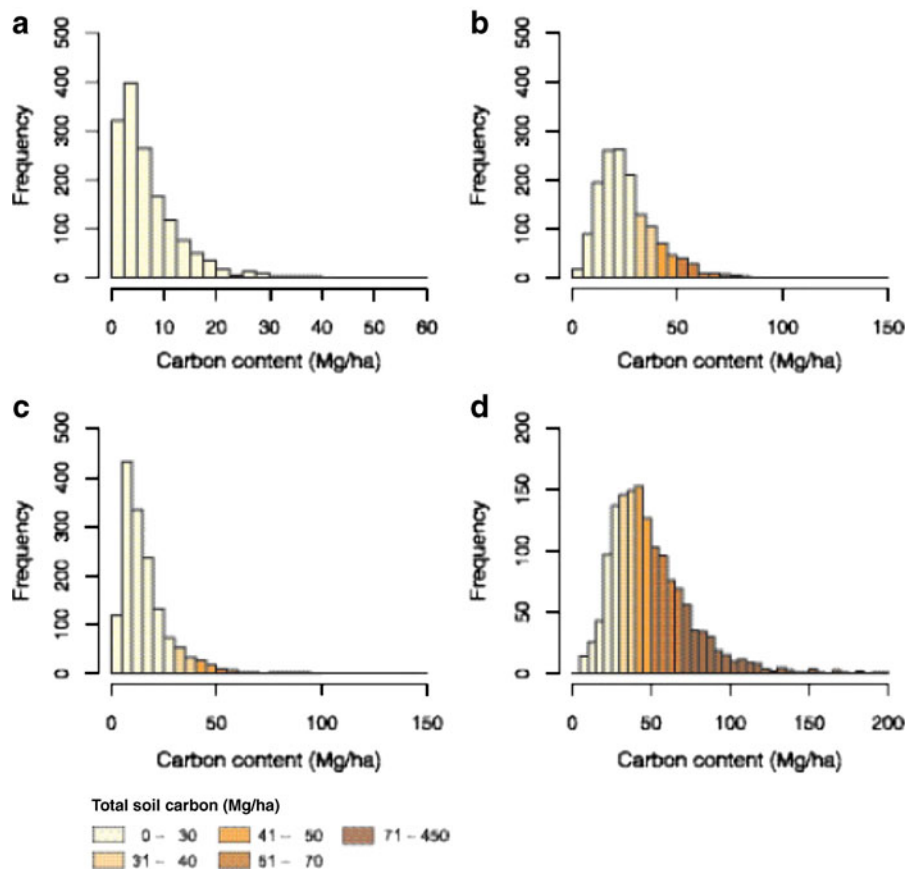 a
500
400
300
200
100
0
Frequency
0 10 20 30 40 50 60
Carbon content (Mg/ha)
b
500
400
300
200
100
0
Frequency
0 50 100 150
Carbon content (Mg/ha)
c
500
400
300
200
100
0
Frequency
0 50 100 150
Carbon content (Mg/ha)
d
200
150
100
50
0
Frequency
0 50 100 150 200
Carbon content (Mg/ha)
Total soil carbon (Mg/ha)
0 – 30 41 – 50 71 – 450
31 – 40 51 – 70